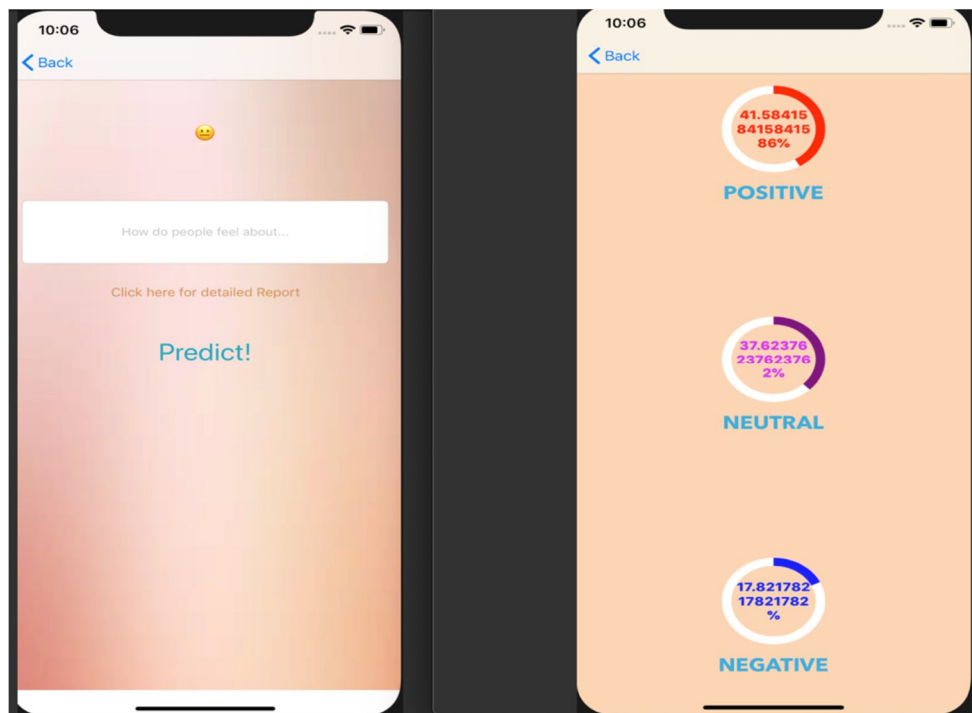 10:06
Back
How do people feel about...
Click here for detailed Report
Predict!
10:06
Back
41.58415
84158415
86%
POSITIVE
37.62376
23762376
2%
NEUTRAL
17.821782
17821782
%
NEGATIVE